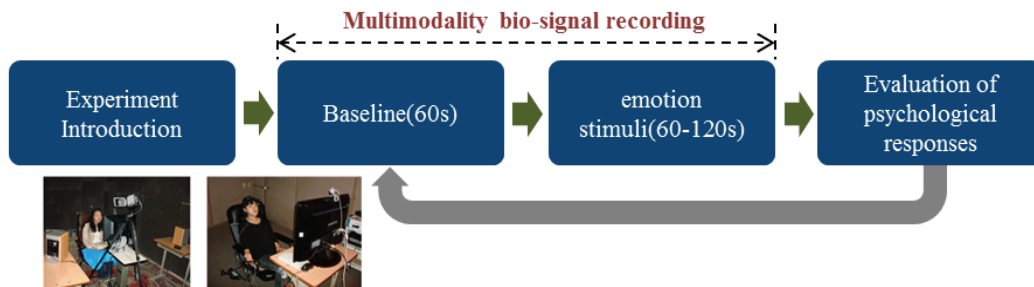 Multimodality bio-signal recording
Experiment
Introduction
Baseline(60s)
emotion
stimuli(60-120s)
Evaluation of
psychological
responses